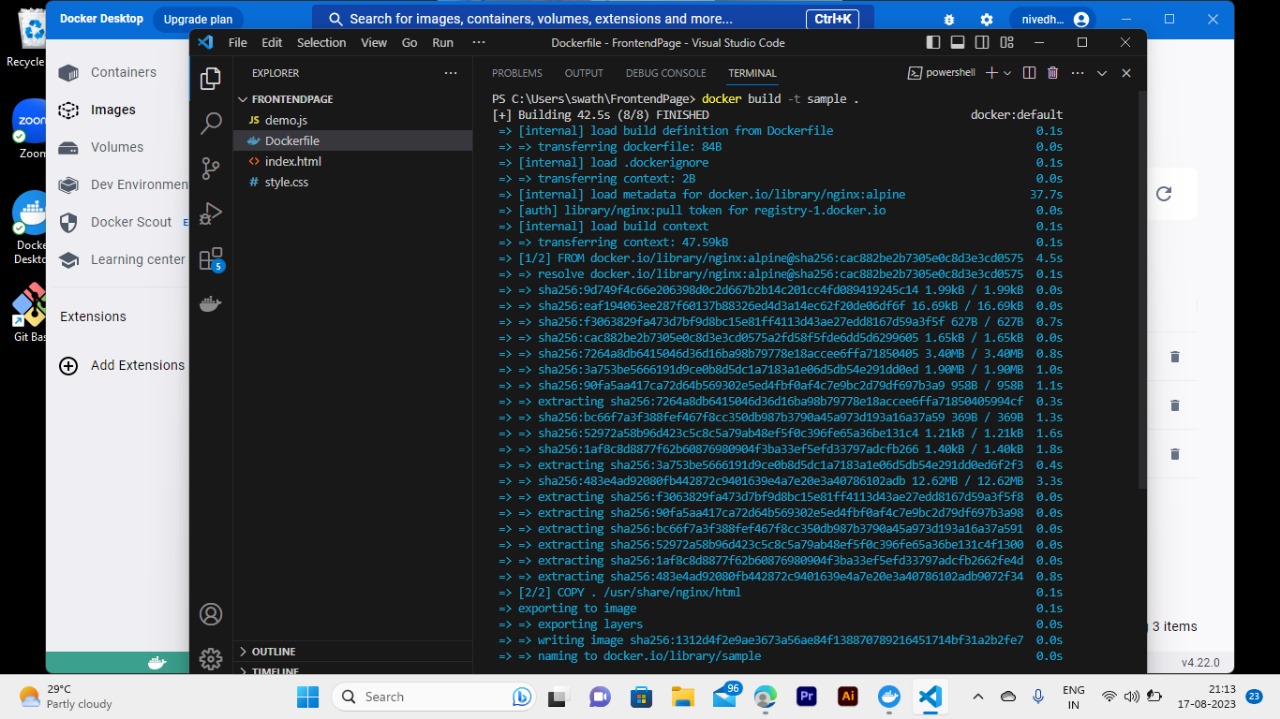 Docker Desktop
Upgrade plan
Search for images, containers, volumes, extensions and more...
Ctrl+K
nivedh...
Recycle
Zoom
Docke
Deskto
Git Bas
Containers
Images
Volumes
Dev Environmen
Docker Scout
E
Learning center
Extensions
Add Extensions
File Edit Selection View Go Run ···
Dockerfile - FrontendPage - Visual Studio Code
EXPLORER
FRONTENDPAGE
JS demo.js
Dockerfile
<> index.html
# style.css
5
OUTLINE
TIMELINE
PROBLEMS OUTPUT DEBUG CONSOLE TERMINAL
powershell
PS C:\Users\swath\FrontendPage> docker build -t sample .
[+] Building 42.5s (8/8) FINISHED docker:default
=> [internal] load build definition from Dockerfile 0.1s
=> => transferring dockerfile: 84B 0.0s
=> [internal] load .dockerignore 0.1s
=> => transferring context: 2B 0.0s
=> [internal] load metadata for docker.io/library/nginx:alpine 37.7s
=> [auth] library/nginx:pull token for registry-1.docker.io 0.0s
=> [internal] load build context 0.1s
=> => transferring context: 47.59kB 0.1s
=> [1/2] FROM docker.io/library/nginx:alpine@sha256:cac882be2b7305e0c8d3e3cd0575 4.5s
=> => resolve docker.io/library/nginx:alpine@sha256:cac882be2b7305e0c8d3e3cd0575 0.1s
=> => sha256:9d749f4c66e206398d0c2d667b2b14c201cc4fd089419245c14 1.99kB / 1.99kB 0.0s
=> => sha256:eaf194063ee287f60137b88326ed4d3a14ec62f20de06df6f 16.69kB / 16.69kB 0.0s
=> => sha256:f3063829fa473d7bf9d8bc15e81ff4113d43ae27edd8167d59a3f5f 627B / 627B 0.7s
=> => sha256:cac882be2b7305e0c8d3e3cd0575a2fd58f5fde6dd5d6299605 1.65kB / 1.65kB 0.0s
=> => sha256:7264a8db6415046d36d16ba98b79778e18accee6ffa71850405 3.40MB / 3.40MB 0.8s
=> => sha256:3a753be5666191d9ce0b8d5dc1a7183a1e06d5db54e291dd0ed 1.90MB / 1.90MB 1.0s
=> => sha256:90fa5aa417ca72d64b569302e5ed4fbf0af4c7e9bc2d79df697b3a9 958B / 958B 1.1s
=> => extracting sha256:7264a8db6415046d36d16ba98b79778e18accee6ffa71850405994cf 0.3s
=> => sha256:bc66f7a3f388fef467f8cc350db987b3790a45a973d193a16a37a59 369B / 369B 1.3s
=> => sha256:52972a58b96d423c5c8c5a79ab48ef5f0c396fe65a36be131c4 1.21kB / 1.21kB 1.6s
=> => sha256:1af8c8d8877f62b60876980904f3ba33ef5efd33797adcfb266 1.40kB / 1.40kB 1.8s
=> => extracting sha256:3a753be5666191d9ce0b8d5dc1a7183a1e06d5db54e291dd0ed6f2f3 0.4s
=> => sha256:483e4ad92080fb442872c9401639e4a7e20e3a40786102adb 12.62MB / 12.62MB 3.3s
=> => extracting sha256:f3063829fa473d7bf9d8bc15e81ff4113d43ae27edd8167d59a3f5f8 0.0s
=> => extracting sha256:90fa5aa417ca72d64b569302e5ed4fbf0af4c7e9bc2d79df697b3a98 0.0s
=> => extracting sha256:bc66f7a3f388fef467f8cc350db987b3790a45a973d193a16a37a591 0.0s
=> => extracting sha256:52972a58b96d423c5c8c5a79ab48ef5f0c396fe65a36be131c4f1300 0.0s
=> => extracting sha256:1af8c8d8877f62b60876980904f3ba33ef5efd33797adcfb2662fe4d 0.0s
=> => extracting sha256:483e4ad92080fb442872c9401639e4a7e20e3a40786102adb9072f34 0.8s
=> [2/2] COPY . /usr/share/nginx/html 0.1s
=> exporting to image 0.1s
=> => exporting layers 0.0s
=> => writing image sha256:1312d4f2e9ae3673a56ae84f138870789216451714bf31a2b2fe7 0.0s
=> => naming to docker.io/library/sample 0.0s
3 items
v4.22.0
29°C
Partly cloudy
Search
96
Pr
Ai
ENG
IN
21:13
17-08-2023
23